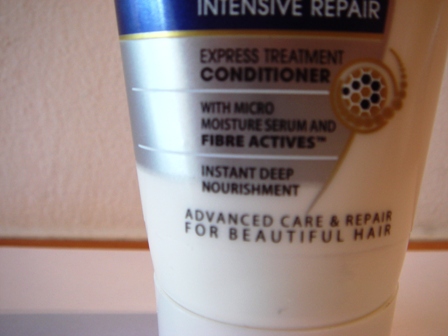 INTENSIVE REPAIR
EXPRESS TREATMENT
CONDITIONER
WITH MICRO
MOISTURE SERUM AND
FIBRE ACTIVES™
INSTANT DEEP
NOURISHMENT
ADVANCED CARE & REPAIR
FOR BEAUTIFUL HAIR